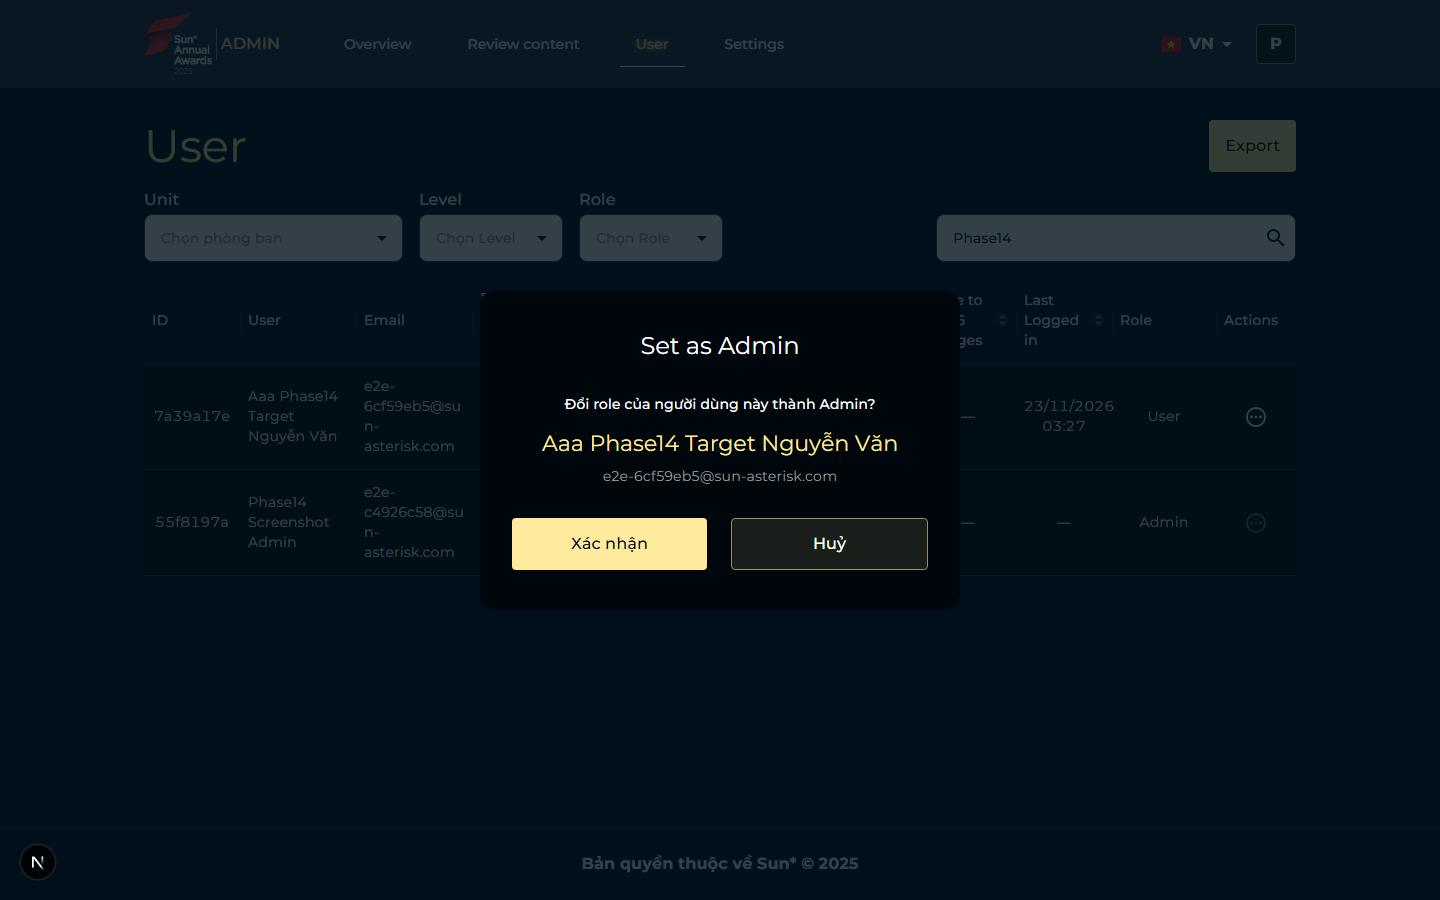 Sun*
Annual
Awards
2025
ADMIN
Overview
Review content
User
Settings
VN
P
User
Export
Unit
Level
Role
Chọn phòng ban
Chọn Level
Chọn Role
Phase14
ID
User
Email
Last
Logged
in
Role
Actions
7a39a17e
Aaa Phase14
Target
Nguyễn Văn
e2e-
6cf59eb5@su
n-
asterisk.com
—
23/11/2026
03:27
User
55f8197a
Phase14
Screenshot
Admin
e2e-
c4926c58@su
n-
asterisk.com
—
—
Admin
Set as Admin
Đổi role của người dùng này thành Admin?
Aaa Phase14 Target Nguyễn Văn
e2e-6cf59eb5@sun-asterisk.com
Xác nhận
Huỷ
N
Bản quyền thuộc về Sun* © 2025